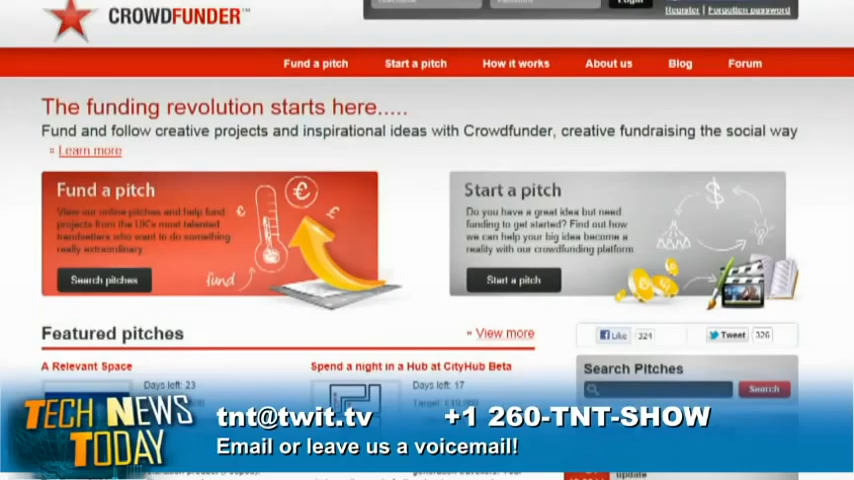 CROWDFUNDER™
Login
Register | Forgotten password
Fund a pitch
Start a pitch
How it works
About us
Blog
Forum
The funding revolution starts here.....
Fund and follow creative projects and inspirational ideas with Crowdfunder, creative fundraising the social way
» Learn more
Fund a pitch
View our online pitches and help fund
projects from the UK's most talented
trendsetters who want to do something
really extraordinary
Search pitches
fund
€
€
£
Start a pitch
Do you have a great idea but need
funding to get started? Find out how
we can help your big idea become a
reality with our crowdfunding platform
Start a pitch
$
Featured pitches
» View more
Like 324
Tweet 326
A Relevant Space
Days left: 23
Spend a night in a Hub at CityHub Beta
Days left: 17
Target:
Search Pitches
Search
TECH NEWS
TODAY
tnt@twit.tv
+1 260-TNT-SHOW
Email or leave us a voicemail!
update